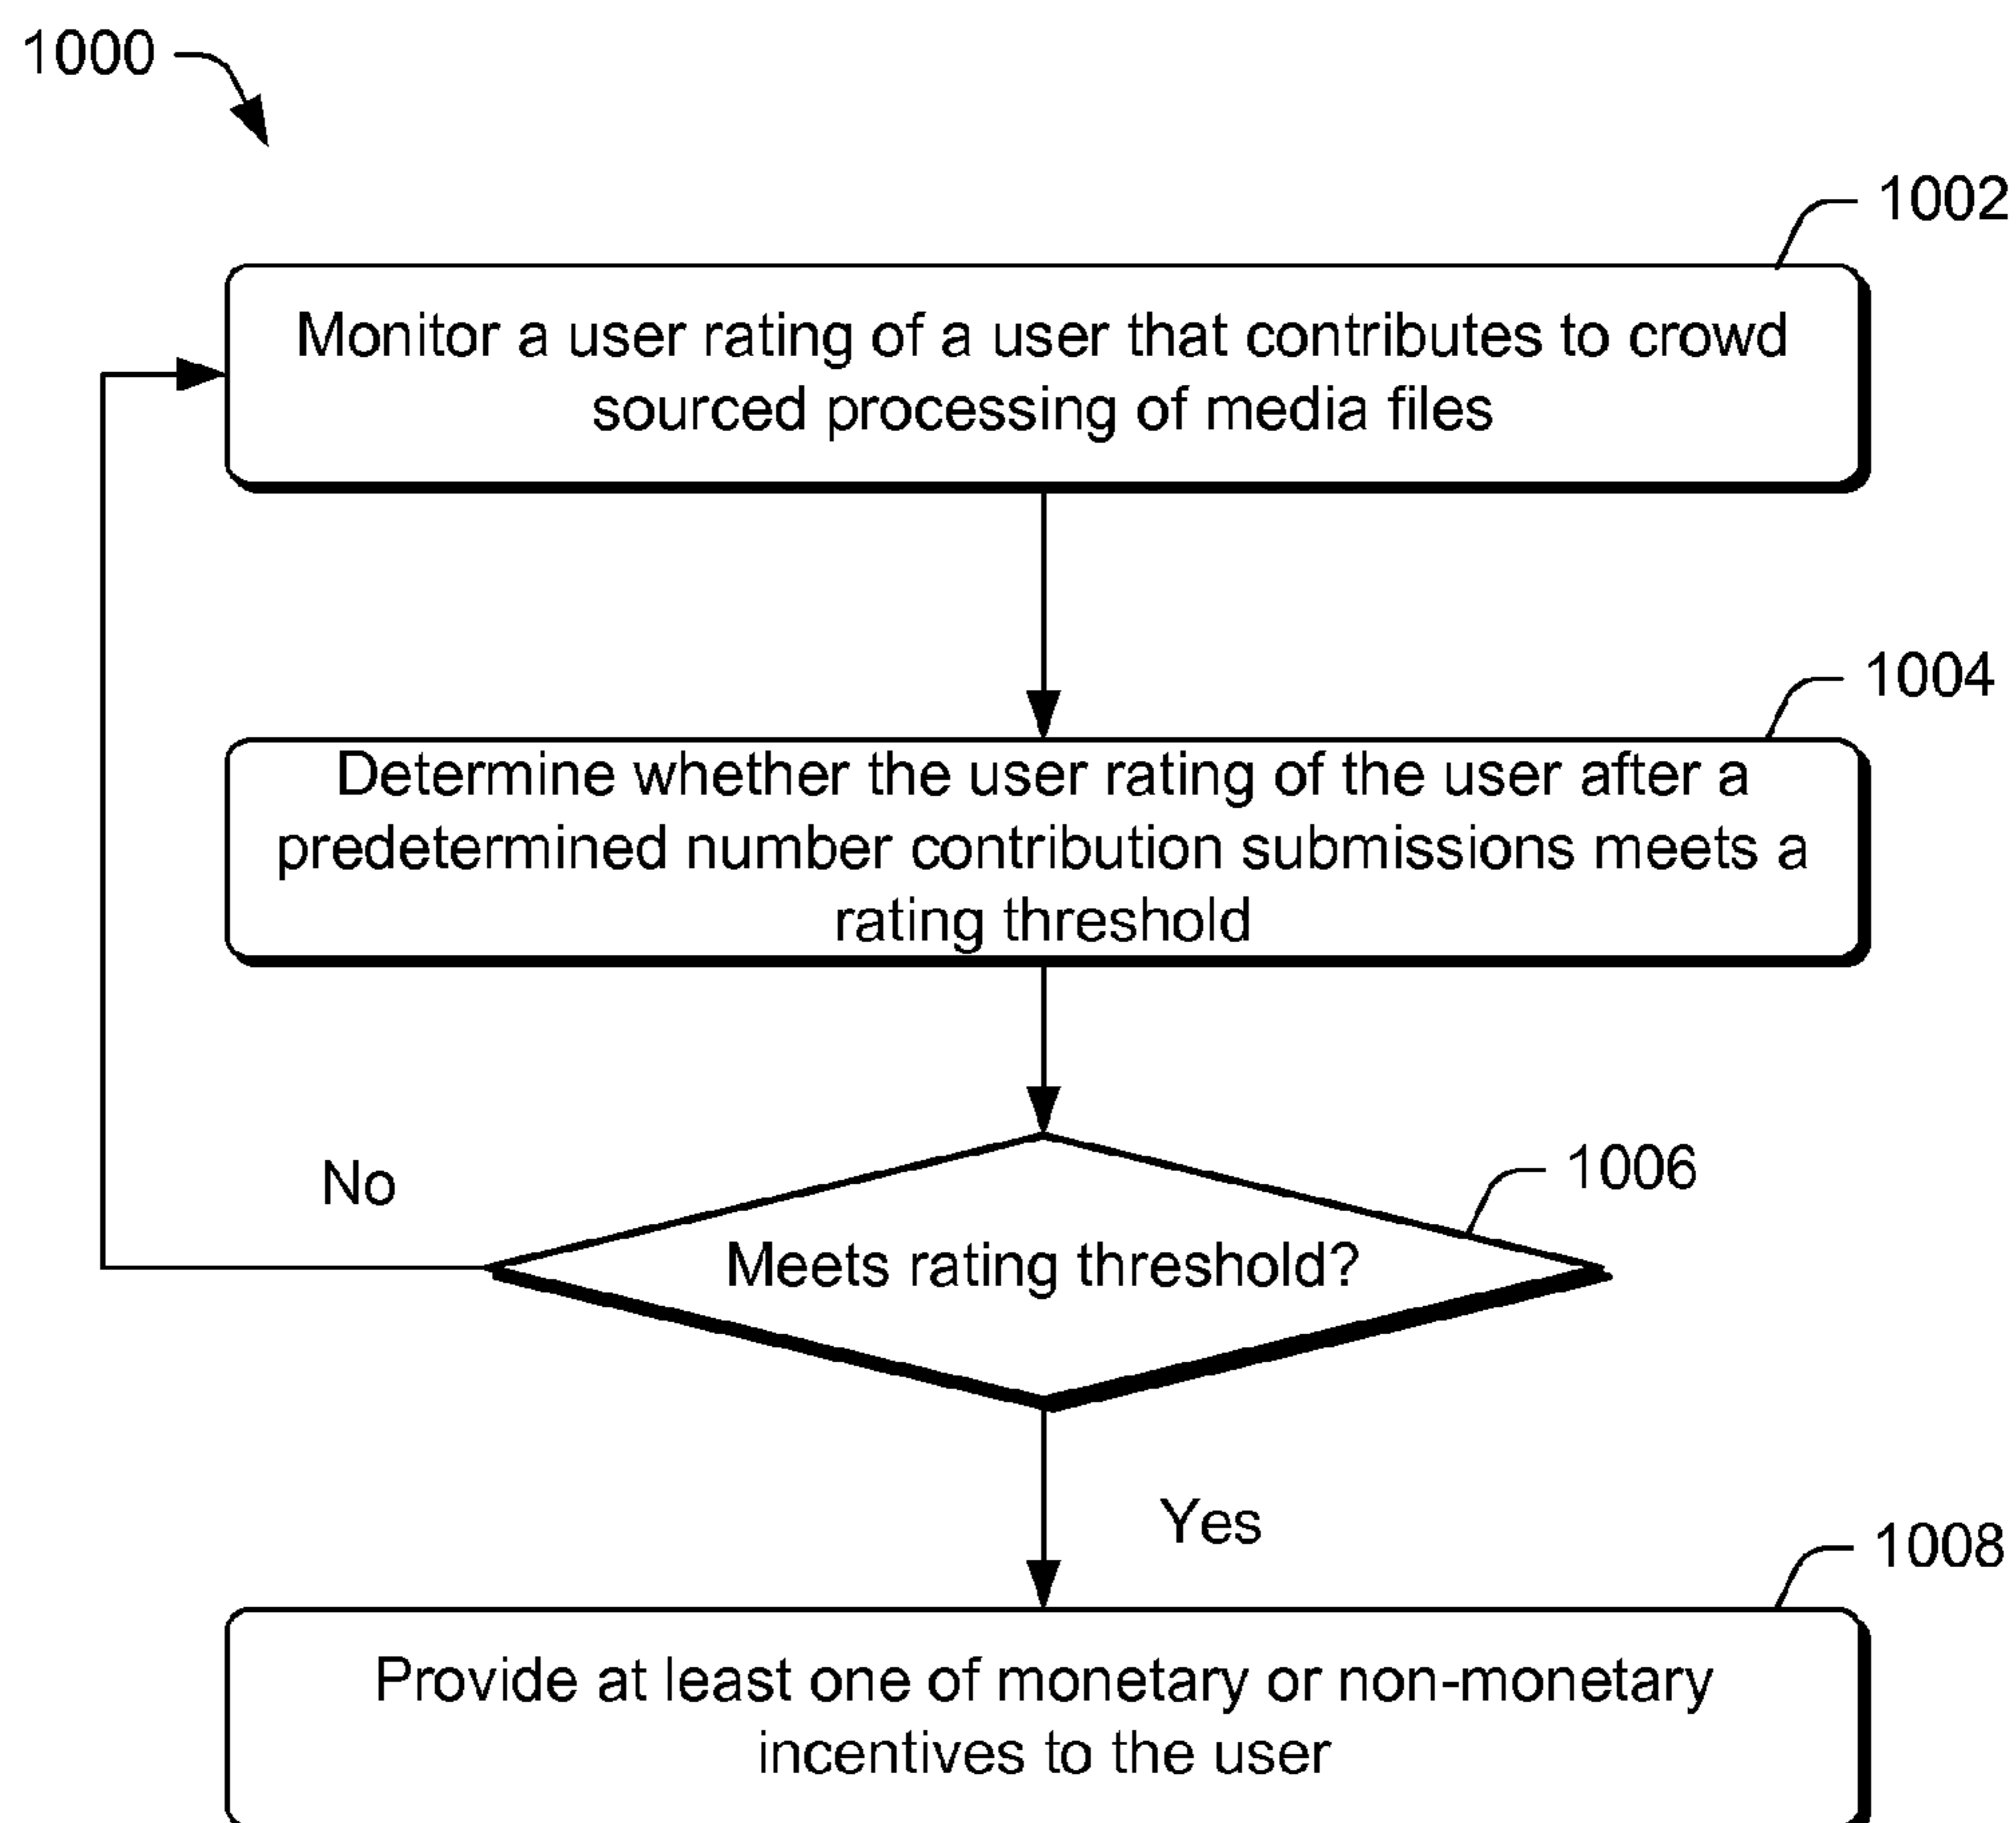 1000
1002
Monitor a user rating of a user that contributes to crowd
sourced processing of media files
1004
Determine whether the user rating of the user after a
predetermined number contribution submissions meets a
rating threshold
No
1006
Meets rating threshold?
Yes
1008
Provide at least one of monetary or non-monetary
incentives to the user